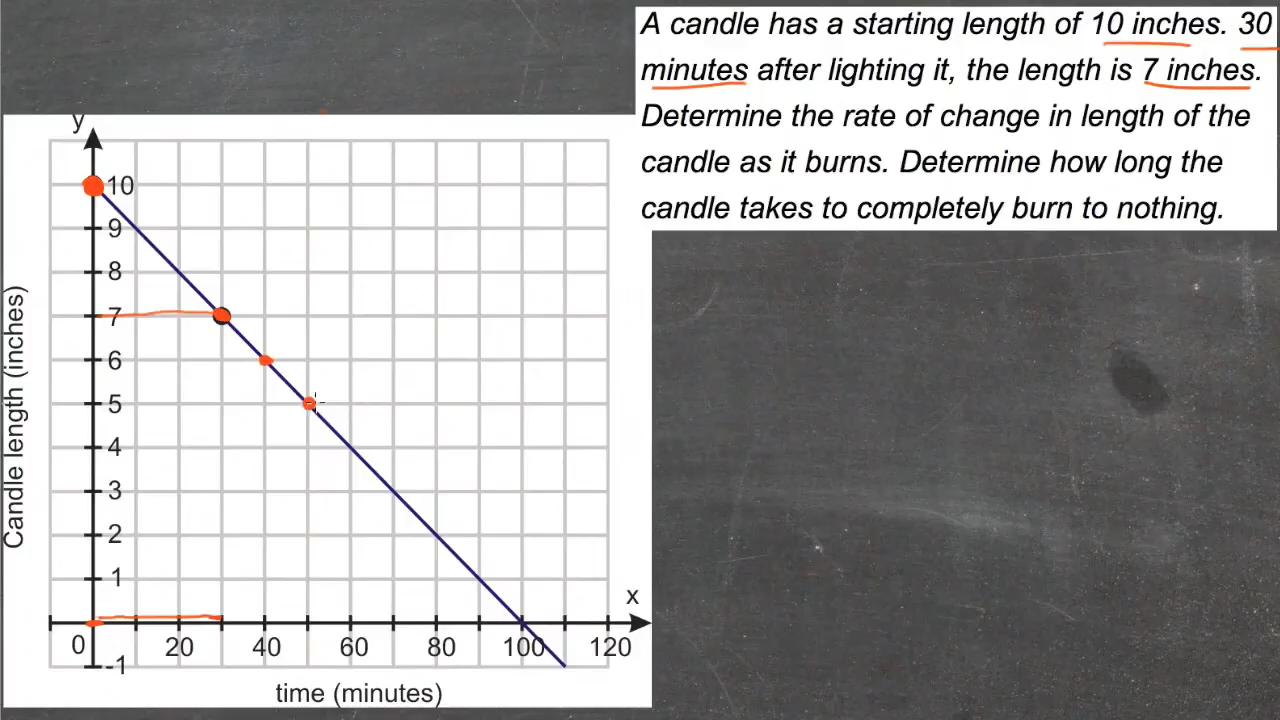 A candle has a starting length of 10 inches. 30
minutes after lighting it, the length is 7 inches.
Determine the rate of change in length of the
candle as it burns. Determine how long the
candle takes to completely burn to nothing.
y
10
9
8
7
6
5
4
3
2
1
-1
Candle length (inches)
x
0 20 40 60 80 100 120
time (minutes)